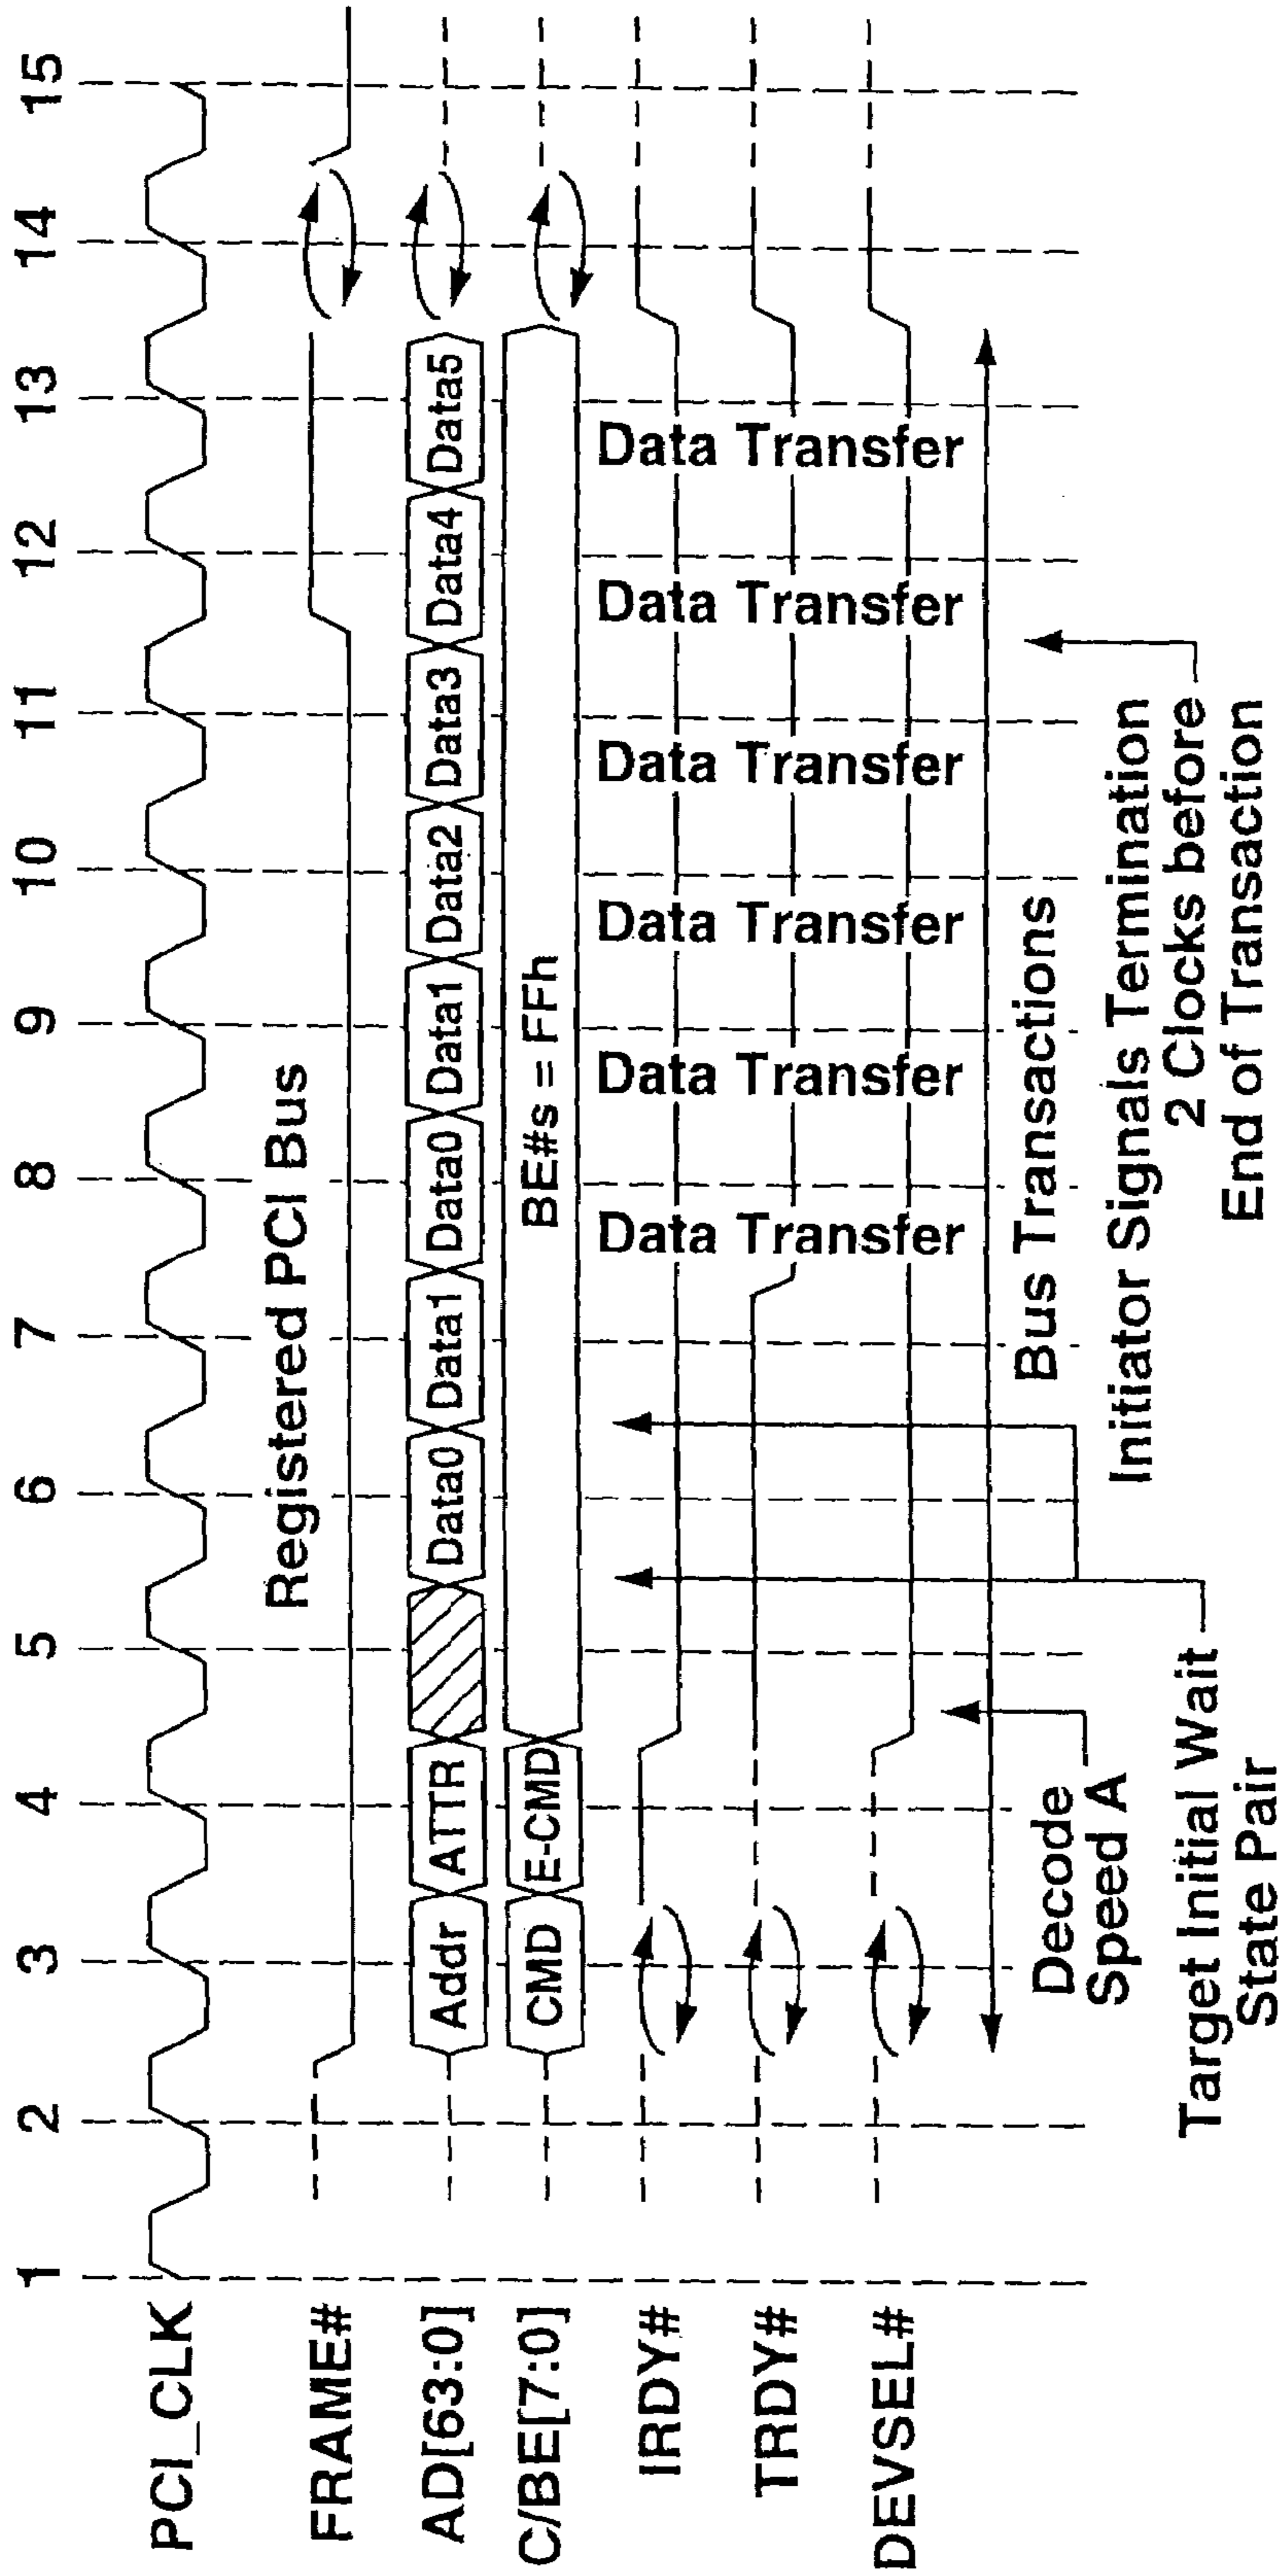 1 2 3 4 5 6 7 8 9 10 11 12 13 14 15
PCI_CLK
Registered PCI Bus
FRAME#
AD[63:0] Addr ATTR Data0 Data1 Data0 Data1 Data2 Data3 Data4 Data5
C/BE[7:0] CMD E-CMD BE#s = FFh
IRDY#
TRDY#
DEVSEL#
Data Transfer Data Transfer Data Transfer Data Transfer Data Transfer Data Transfer
Bus Transactions
Decode
Speed A
Target Initial Wait
State Pair
Initiator Signals Termination
2 Clocks before
End of Transaction